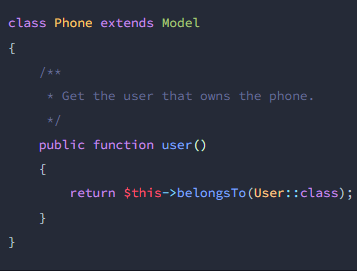 class Phone extends Model
{
    /**
     * Get the user that owns the phone.
     */
    public function user()
    {
        return $this->belongsTo(User::class);
    }
}